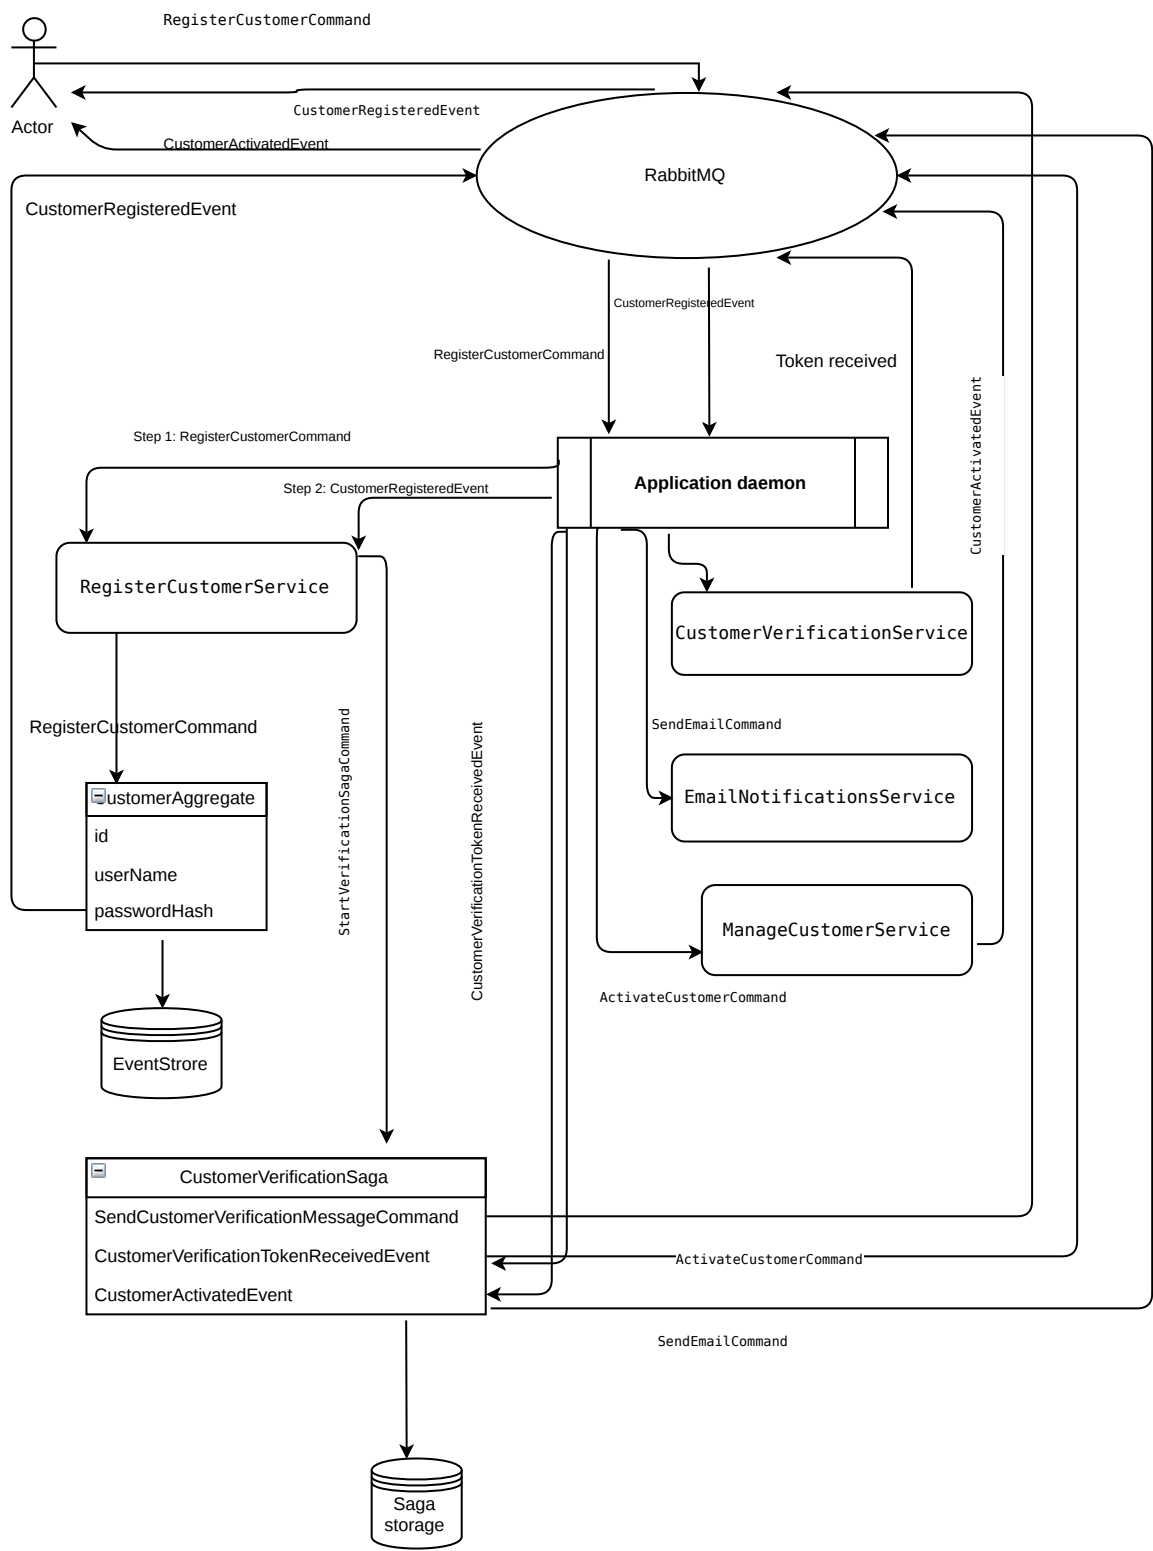 RegisterCustomerCommand
CustomerRegisteredEvent
Actor
CustomerActivatedEvent
RabbitMQ
CustomerRegisteredEvent
CustomerRegisteredEvent
RegisterCustomerCommand
Token received
CustomerActivatedEvent
Step 1: RegisterCustomerCommand
Application daemon
Step 2: CustomerRegisteredEvent
RegisterCustomerService
CustomerVerificationService
RegisterCustomerCommand
StartVerificationSagaCommand
CustomerVerificationTokenReceivedEvent
SendEmailCommand
EmailNotificationsService
CustomerAggregate
id
userName
passwordHash
ManageCustomerService
ActivateCustomerCommand
EventStrore
CustomerVerificationSaga
SendCustomerVerificationMessageCommand
CustomerVerificationTokenReceivedEvent
ActivateCustomerCommand
CustomerActivatedEvent
SendEmailCommand
Saga
storage